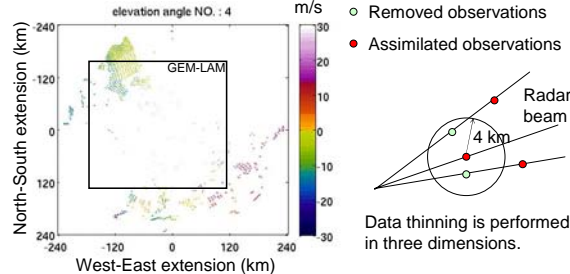 elevation angle NO. : 4
m/s
North-South extension (km)
-240
-120
0
120
240
GEM-LAM
-240
-120
0
120
240
West-East extension (km)
30
20
10
0
-10
-20
-30
Removed observations
Assimilated observations
Radar
beam
4 km
Data thinning is performed
in three dimensions.